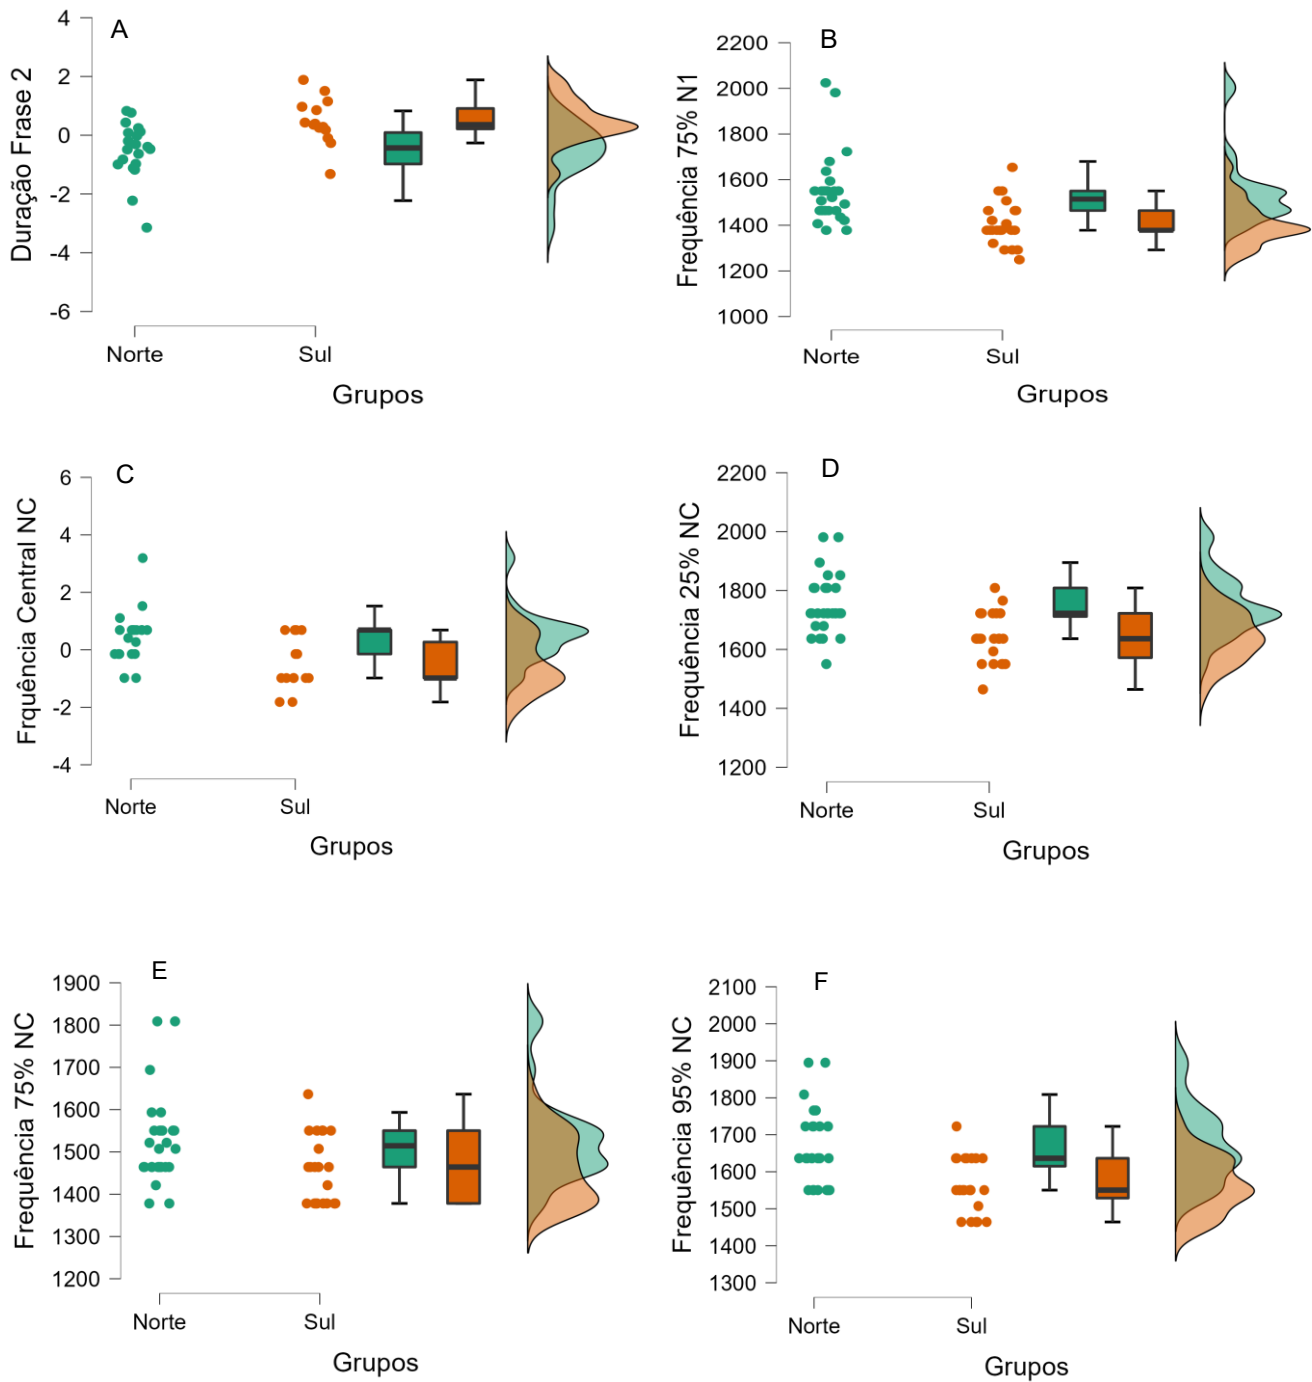 A
Duração Frase 2
4
2
0
-2
-4
-6
Norte
Sul
Grupos
B
Frequência 75% N1
2200
2000
1800
1600
1400
1200
1000
Norte
Sul
Grupos
C
Frquência Central NC
6
4
2
0
-2
-4
Norte
Sul
Grupos
D
Frequência 25% NC
2200
2000
1800
1600
1400
1200
Norte
Sul
Grupos
E
Frequência 75% NC
1900
1800
1700
1600
1500
1400
1300
1200
Norte
Sul
Grupos
F
Frequência 95% NC
2100
2000
1900
1800
1700
1600
1500
1400
1300
Norte
Sul
Grupos